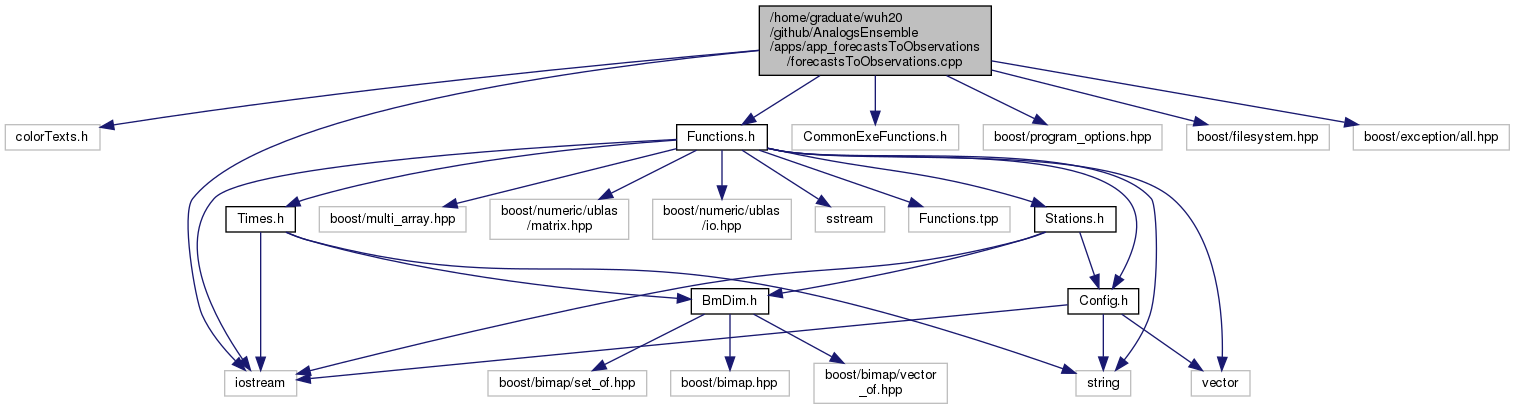 /home/graduate/wuh20
/github/AnalogsEnsemble
/apps/app_forecastsToObservations
/forecastsToObservations.cpp
colorTexts.h
Functions.h
CommonExeFunctions.h
boost/program_options.hpp
boost/filesystem.hpp
boost/exception/all.hpp
Times.h
boost/multi_array.hpp
boost/numeric/ublas
/matrix.hpp
boost/numeric/ublas
/io.hpp
sstream
Functions.tpp
Stations.h
BmDim.h
Config.h
iostream
boost/bimap/set_of.hpp
boost/bimap.hpp
boost/bimap/vector
_of.hpp
string
vector